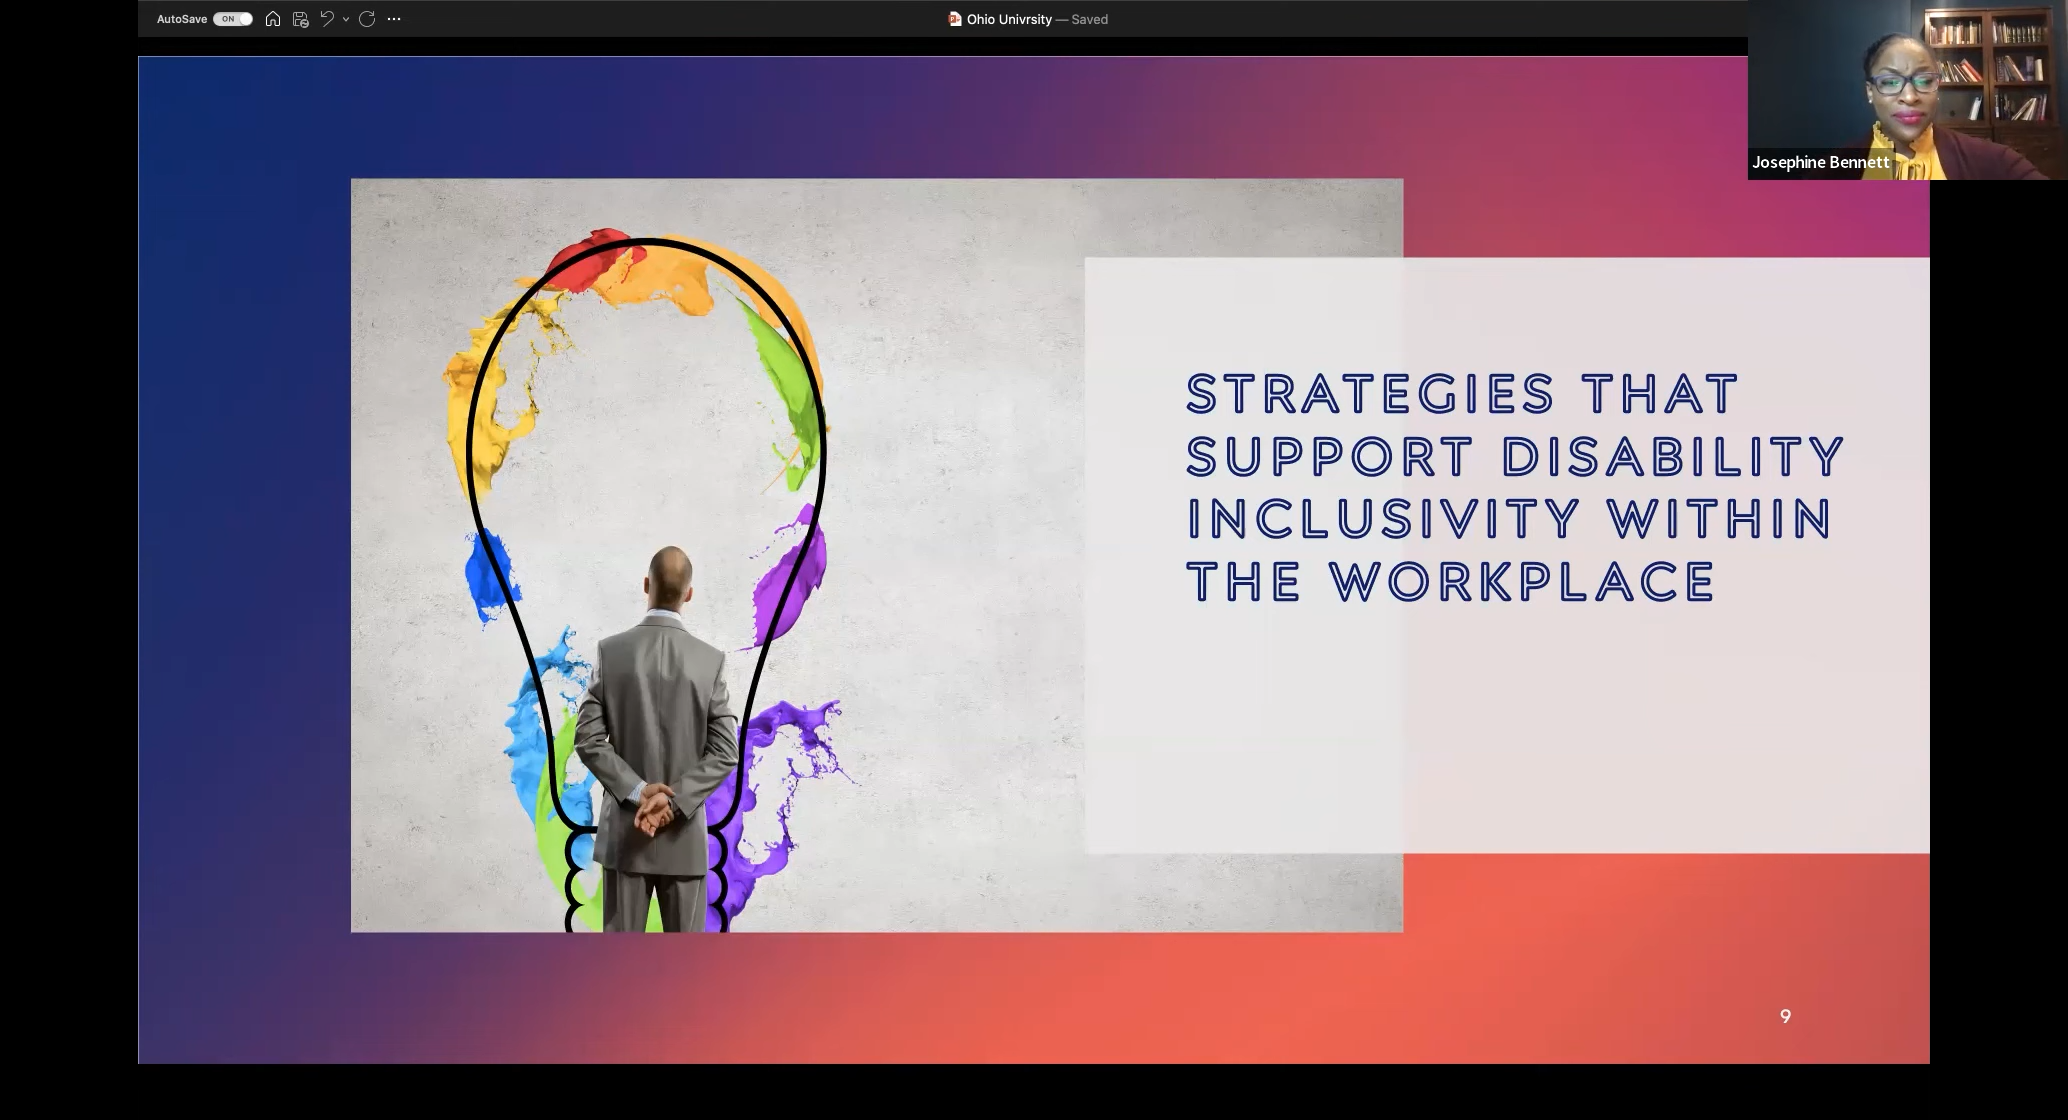 AutoSave ON
Ohio Univrsity — Saved
Josephine Bennett
STRATEGIES THAT
SUPPORT DISABILITY
INCLUSIVITY WITHIN
THE WORKPLACE
9